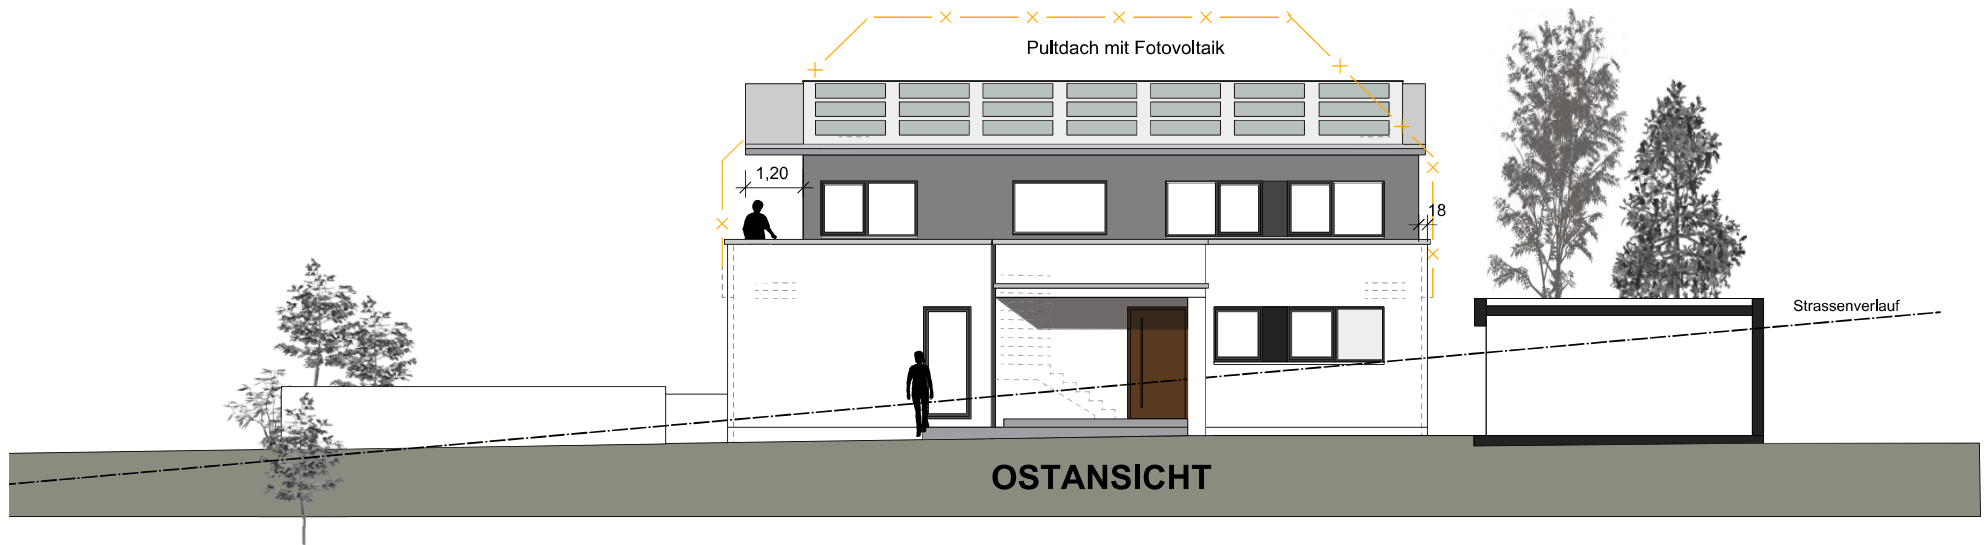 Pultdach mit Fotovoltaik
1,20
18
Strassenverlauf
OSTANSICHT